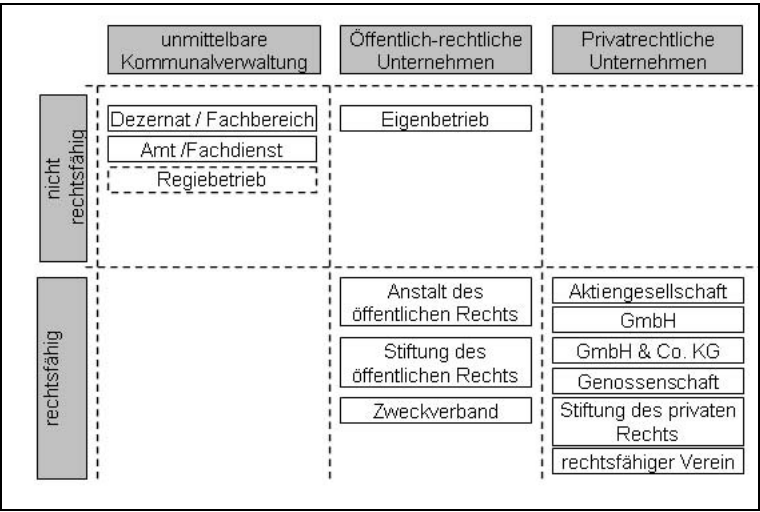 unmittelbare
Kommunalverwaltung
Öffentlich-rechtliche
Unternehmen
Privatrechtliche
Unternehmen
nicht
rechtsfähig
Dezernat / Fachbereich
Amt /Fachdienst
Regiebetrieb
Eigenbetrieb
rechtsfähig
Anstalt des
öffentlichen Rechts
Stiftung des
öffentlichen Rechts
Zweckverband
Aktiengesellschaft
GmbH
GmbH & Co. KG
Genossenschaft
Stiftung des privaten
Rechts
rechtsfähiger Verein